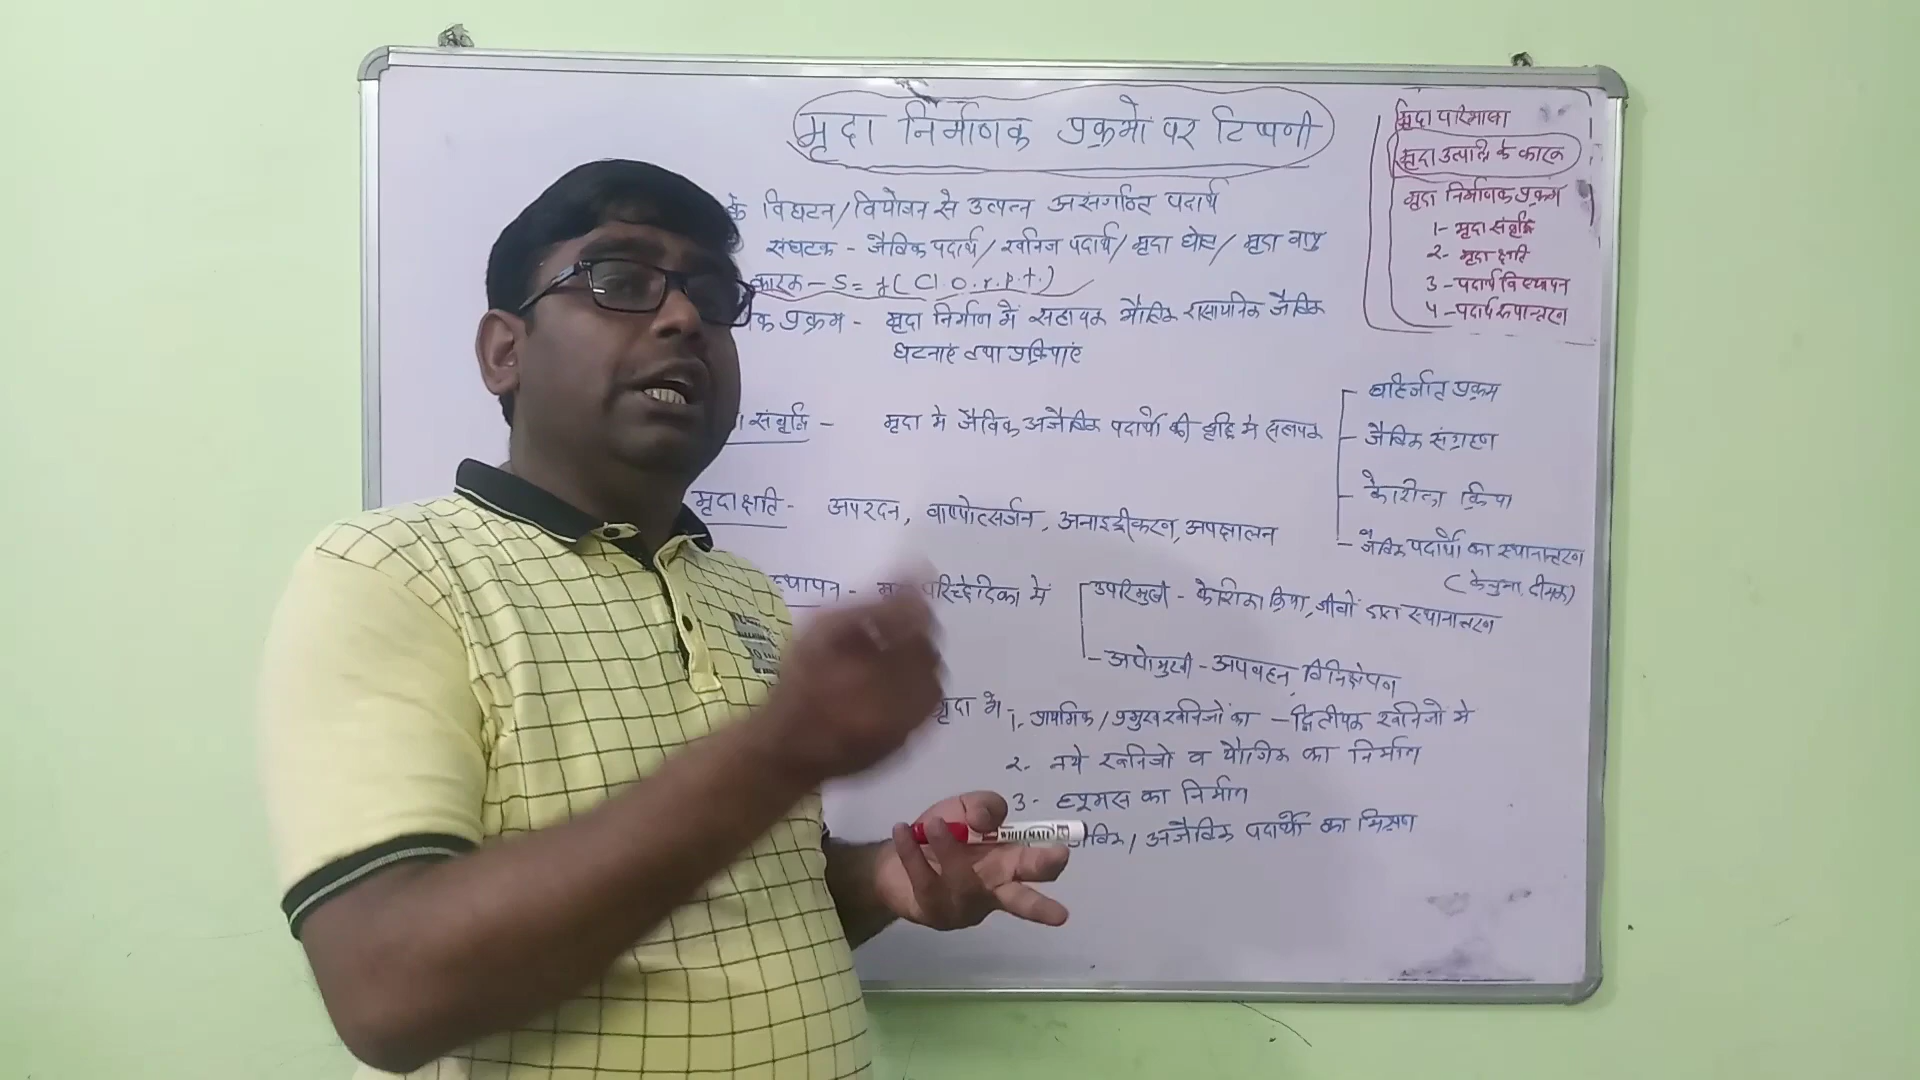 मृदा निर्माणक प्रक्रमों पर टिप्पणी
के विघटन/वियोजन से उत्पन्न असंगठित पदार्थ
संघटक - जैविक पदार्थ/खनिज पदार्थ/मृदा घोल/मृदा वायु
कारक - S = f (Cl. O. r. p. t.)
क प्रक्रम - मृदा निर्माण में सहायक भौतिक रासायनिक जैविक
घटनाएं तथा प्रक्रियाएं
संवृद्धि - मृदा मे जैविक अजैविक पदार्थों की वृद्धि मे सहायक
बहिर्जात प्रक्रम
जैविक संग्रहण
केशीका क्रिया
जैविक पदार्थों का स्थानान्तरण
(केचुआ, दीमक)
मृदा क्षति - अपरदन, वाष्पोत्सर्जन, अनाइट्रीकरण, अपक्षालन
स्थापन - परिच्छेदिका में
उपरिमुखी - केशिका क्रिया, जीवों द्वारा स्थानान्तरण
अधोमुखी - अपवहन, विनिक्षेपण
मृदा मे - 1. प्राथमिक/प्रमुख खनिजों का - द्वितीयक खनिजो मे
2. नये खनिजो व यौगिक का निर्माण
3- ह्यूमस का निर्माण
जैविक/अजैविक पदार्थों का मिश्रण
मृदा परिभाषा
मृदा उत्पत्ति के कारक
मृदा निर्माणक प्रक्रम
1- मृदा संवृद्धि
2- मृदा क्षति
3- पदार्थ विस्थापन
4- पदार्थ रूपान्तरण
WHITEMATE